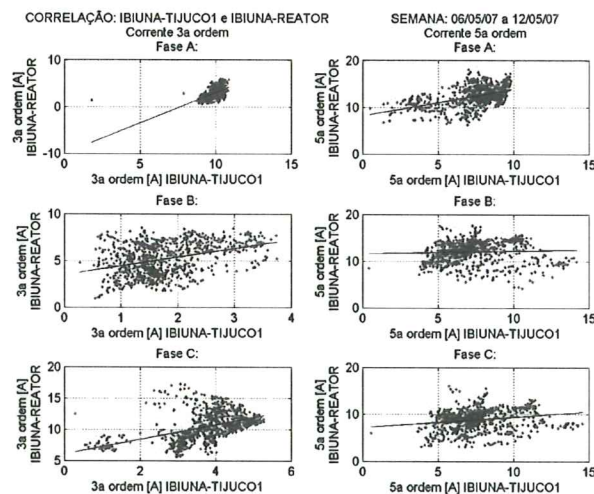 CORRELAÇÃO: IBIUNA-TIJUCO1 e IBIUNA-REATOR
SEMANA: 06/05/07 a 12/05/07
Corrente 3a ordem
Corrente 5a ordem
Fase A:
3a ordem [A]
IBIUNA-REATOR
10
0
-10
0
5
10
15
3a ordem [A] IBIUNA-TIJUCO1
Fase A:
5a ordem [A]
IBIUNA-REATOR
20
10
0
0
5
10
15
5a ordem [A] IBIUNA-TIJUCO1
Fase B:
3a ordem [A]
IBIUNA-REATOR
10
5
0
0
1
2
3
4
3a ordem [A] IBIUNA-TIJUCO1
Fase B:
5a ordem [A]
IBIUNA-REATOR
20
10
0
0
5
10
15
5a ordem [A] IBIUNA-TIJUCO1
Fase C:
3a ordem [A]
IBIUNA-REATOR
20
15
10
5
0
2
4
6
3a ordem [A] IBIUNA-TIJUCO1
Fase C:
5a ordem [A]
IBIUNA-REATOR
20
10
0
0
5
10
15
5a ordem [A] IBIUNA-TIJUCO1